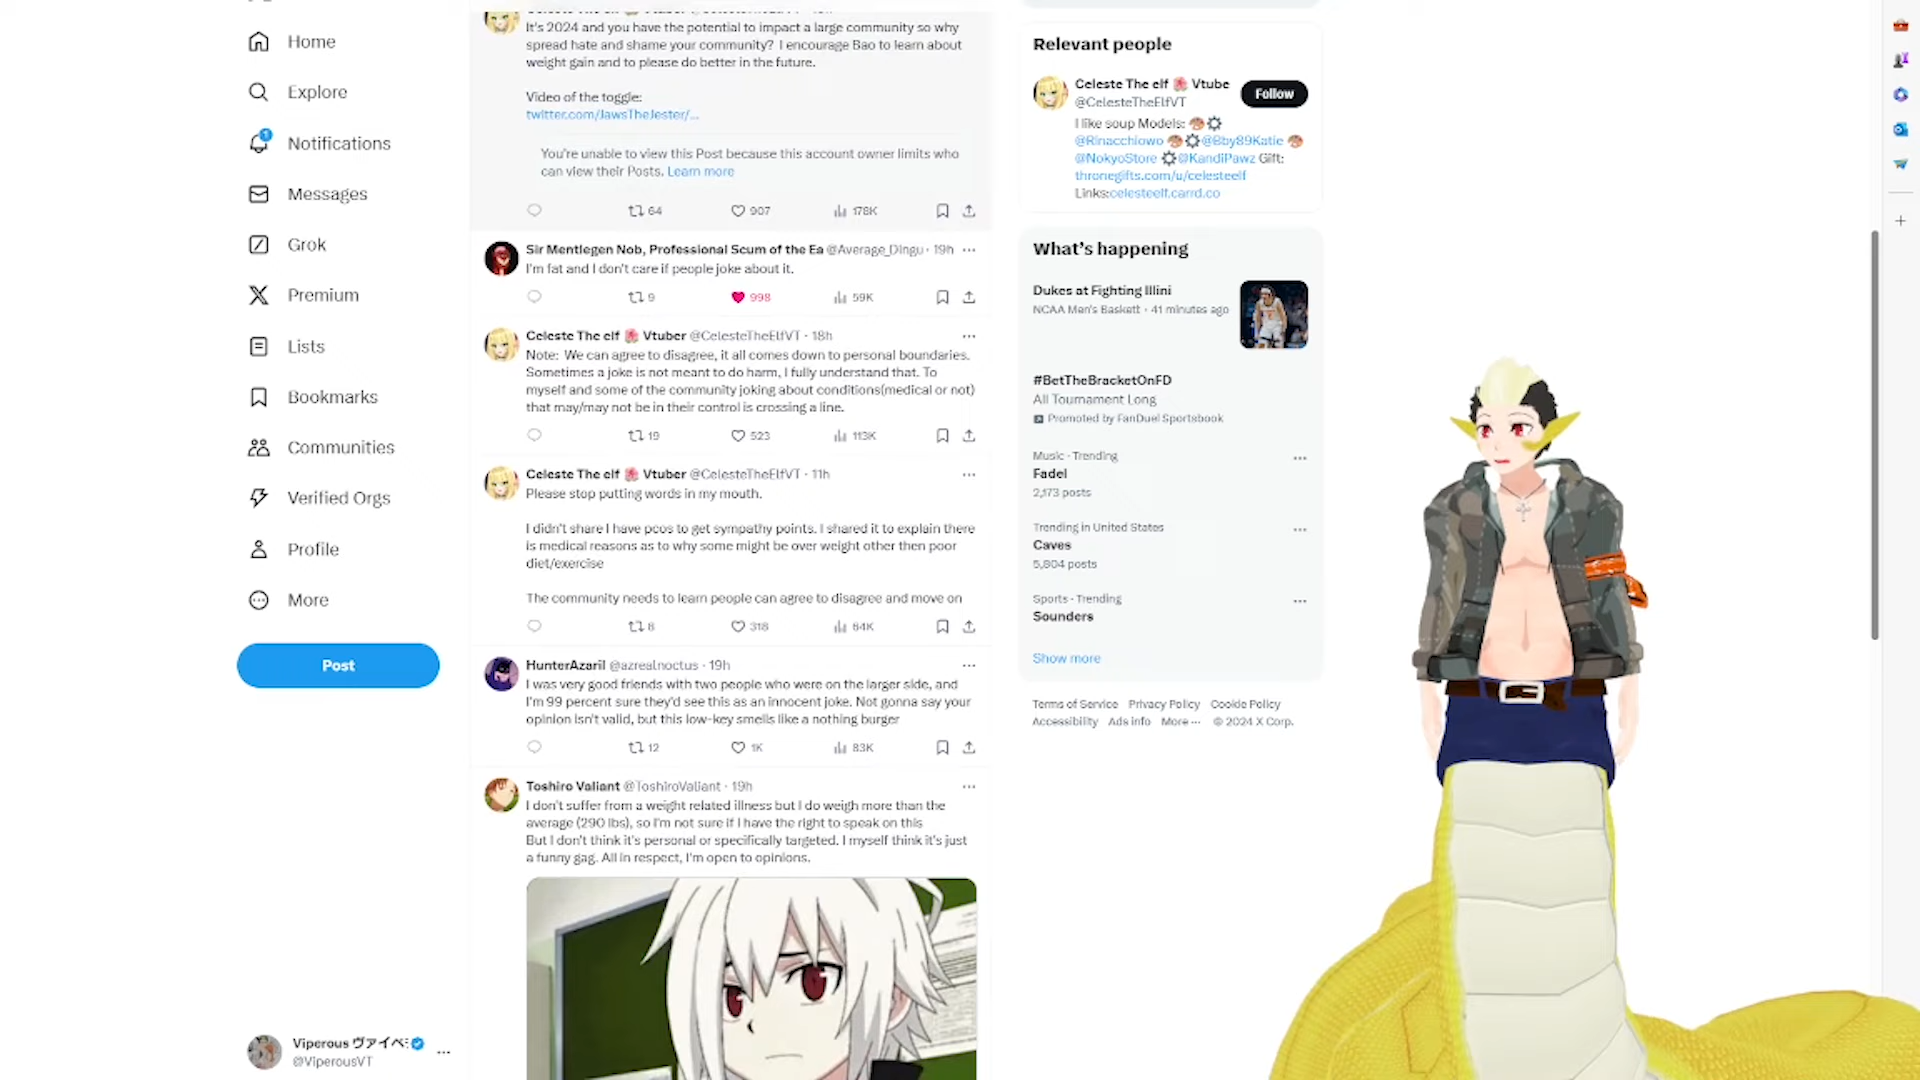 Home
Explore
Notifications
Messages
Grok
Premium
Lists
Bookmarks
Communities
Verified Orgs
Profile
More
Post
Viperous
@ViperousVT
It's 2024 and you have the potential to impact a large community so why
spread hate and shame your community? I encourage Bao to learn about
weight gain and to please do better in the future.
Video of the toggle:
twitter.com/JawsTheJester/...
You're unable to view this Post because this account owner limits who
can view their Posts. Learn more
64 907 178K
Sir Mentlegen Nob, Professional Scum of the Ea @Average_Dingu · 19h
I'm fat and I don't care if people joke about it.
9 998 59K
Celeste The elf 🌺 Vtuber @CelesteTheElfVT · 18h
Note: We can agree to disagree, it all comes down to personal boundaries.
Sometimes a joke is not meant to do harm, I fully understand that. To
myself and some of the community joking about conditions(medical or not)
that may/may not be in their control is crossing a line.
19 523 113K
Celeste The elf 🌺 Vtuber @CelesteTheElfVT · 11h
Please stop putting words in my mouth.
I didn't share I have pcos to get sympathy points. I shared it to explain there
is medical reasons as to why some might be over weight other then poor
diet/exercise
The community needs to learn people can agree to disagree and move on
8 318 64K
HunterAzaril @azrealnoctus · 19h
I was very good friends with two people who were on the larger side, and
I'm 99 percent sure they'd see this as an innocent joke. Not gonna say your
opinion isn't valid, but this low-key smells like a nothing burger
12 1K 83K
Toshiro Valiant @ToshiroValiant · 19h
I don't suffer from a weight related illness but I do weigh more than the
average (290 lbs), so I'm not sure if I have the right to speak on this
But I don't think it's personal or specifically targeted. I myself think it's just
a funny gag. All in respect, I'm open to opinions.
Relevant people
Celeste The elf 🌺 Vtube
@CelesteTheElfVT
Follow
I like soup Models: 🎨⚙️
@Rinacchiowo 🎨⚙️@Bby89Katie 🎨
@NokyoStore ⚙️@KandiPawz Gift:
thronegifts.com/u/celesteelf
Links:celesteelf.carrd.co
What's happening
Dukes at Fighting Illini
NCAA Men's Basketball · 41 minutes ago
#BetTheBracketOnFD
All Tournament Long
Promoted by FanDuel Sportsbook
Music · Trending
Fadel
2,173 posts
Trending in United States
Caves
5,804 posts
Sports · Trending
Sounders
Show more
Terms of Service Privacy Policy Cookie Policy
Accessibility Ads info More ··· © 2024 X Corp.